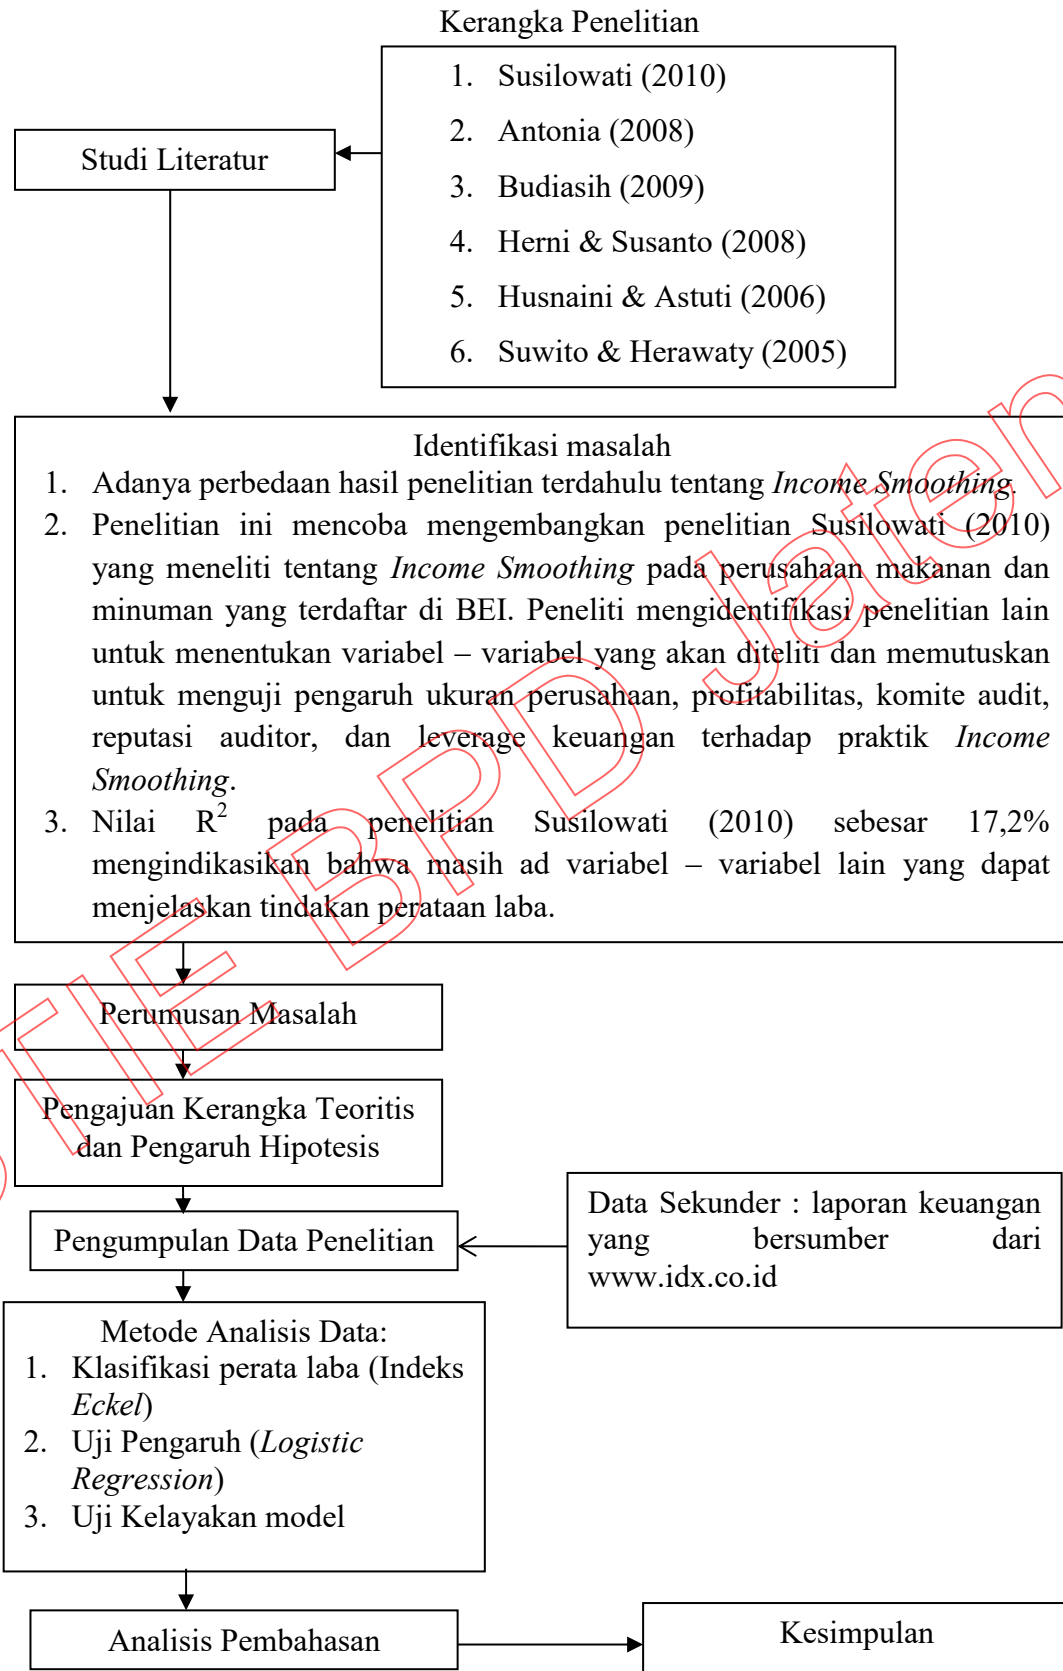 Kerangka Penelitian
1. Susilowati (2010)
2. Antonia (2008)
3. Budiasih (2009)
4. Herni & Susanto (2008)
5. Husnaini & Astuti (2006)
6. Suwito & Herawaty (2005)
Studi Literatur
Identifikasi masalah
1. Adanya perbedaan hasil penelitian terdahulu tentang Income Smoothing.
2. Penelitian ini mencoba mengembangkan penelitian Susilowati (2010)
yang meneliti tentang Income Smoothing pada perusahaan makanan dan
minuman yang terdaftar di BEI. Peneliti mengidentifikasi penelitian lain
untuk menentukan variabel – variabel yang akan diteliti dan memutuskan
untuk menguji pengaruh ukuran perusahaan, profitabilitas, komite audit,
reputasi auditor, dan leverage keuangan terhadap praktik Income
Smoothing.
3. Nilai R² pada penelitian Susilowati (2010) sebesar 17,2%
mengindikasikan bahwa masih ad variabel – variabel lain yang dapat
menjelaskan tindakan perataan laba.
Perumusan Masalah
Pengajuan Kerangka Teoritis
dan Pengaruh Hipotesis
Pengumpulan Data Penelitian
Data Sekunder : laporan keuangan
yang bersumber dari
www.idx.co.id
Metode Analisis Data:
1. Klasifikasi perata laba (Indeks
Eckel)
2. Uji Pengaruh (Logistic
Regression)
3. Uji Kelayakan model
Analisis Pembahasan
Kesimpulan
STIE BPD Jaten